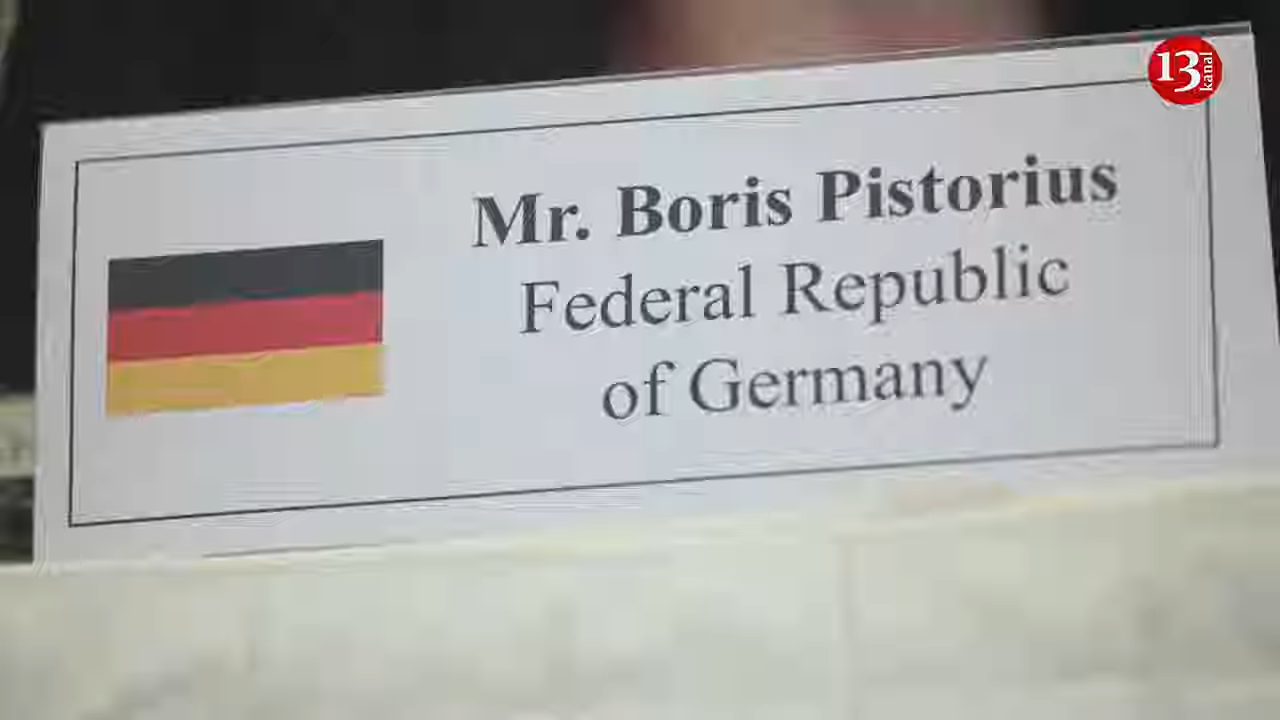 13
kanal
Mr. Boris Pistorius
Federal Republic
of Germany